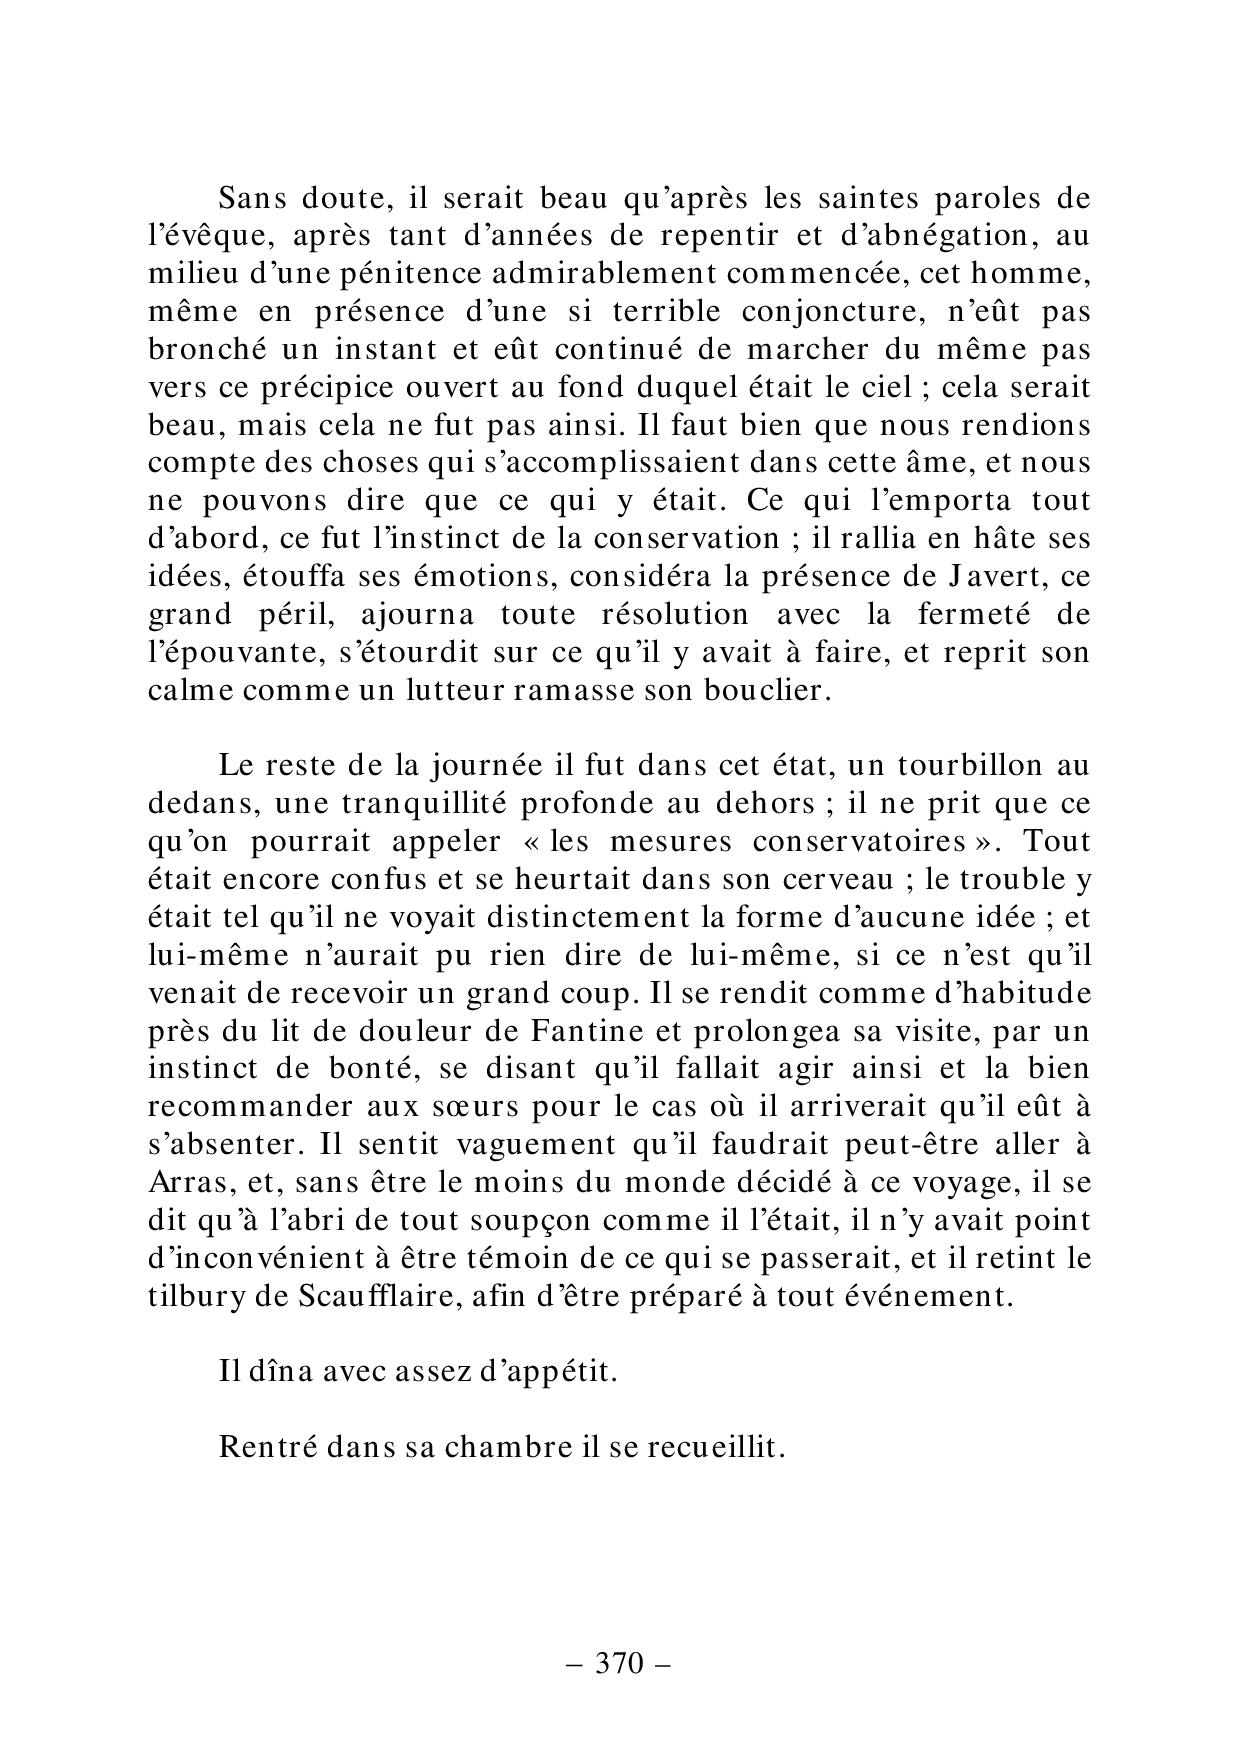 Sans doute, il serait beau qu’après les saintes paroles de
l’évêque, après tant d’années de repentir et d’abnégation, au
milieu d’une pénitence admirablement commencée, cet homme,
même en présence d’une si terrible conjoncture, n’eût pas
bronché un instant et eût continué de marcher du même pas
vers ce précipice ouvert au fond duquel était le ciel ; cela serait
beau, mais cela ne fut pas ainsi. Il faut bien que nous rendions
compte des choses qui s’accomplissaient dans cette âme, et nous
ne pouvons dire que ce qui y était. Ce qui l’emporta tout
d’abord, ce fut l’instinct de la conservation ; il rallia en hâte ses
idées, étouffa ses émotions, considéra la présence de Javert, ce
grand péril, ajourna toute résolution avec la fermeté de
l’épouvante, s’étourdit sur ce qu’il y avait à faire, et reprit son
calme comme un lutteur ramasse son bouclier.
Le reste de la journée il fut dans cet état, un tourbillon au
dedans, une tranquillité profonde au dehors ; il ne prit que ce
qu’on pourrait appeler « les mesures conservatoires ». Tout
était encore confus et se heurtait dans son cerveau ; le trouble y
était tel qu’il ne voyait distinctement la forme d’aucune idée ; et
lui-même n’aurait pu rien dire de lui-même, si ce n’est qu’il
venait de recevoir un grand coup. Il se rendit comme d’habitude
près du lit de douleur de Fantine et prolongea sa visite, par un
instinct de bonté, se disant qu’il fallait agir ainsi et la bien
recommander aux sœurs pour le cas où il arriverait qu’il eût à
s’absenter. Il sentit vaguement qu’il faudrait peut-être aller à
Arras, et, sans être le moins du monde décidé à ce voyage, il se
dit qu’à l’abri de tout soupçon comme il l’était, il n’y avait point
d’inconvénient à être témoin de ce qui se passerait, et il retint le
tilbury de Scaufflaire, afin d’être préparé à tout événement.
Il dîna avec assez d’appétit.
Rentré dans sa chambre il se recueillit.
– 370 –